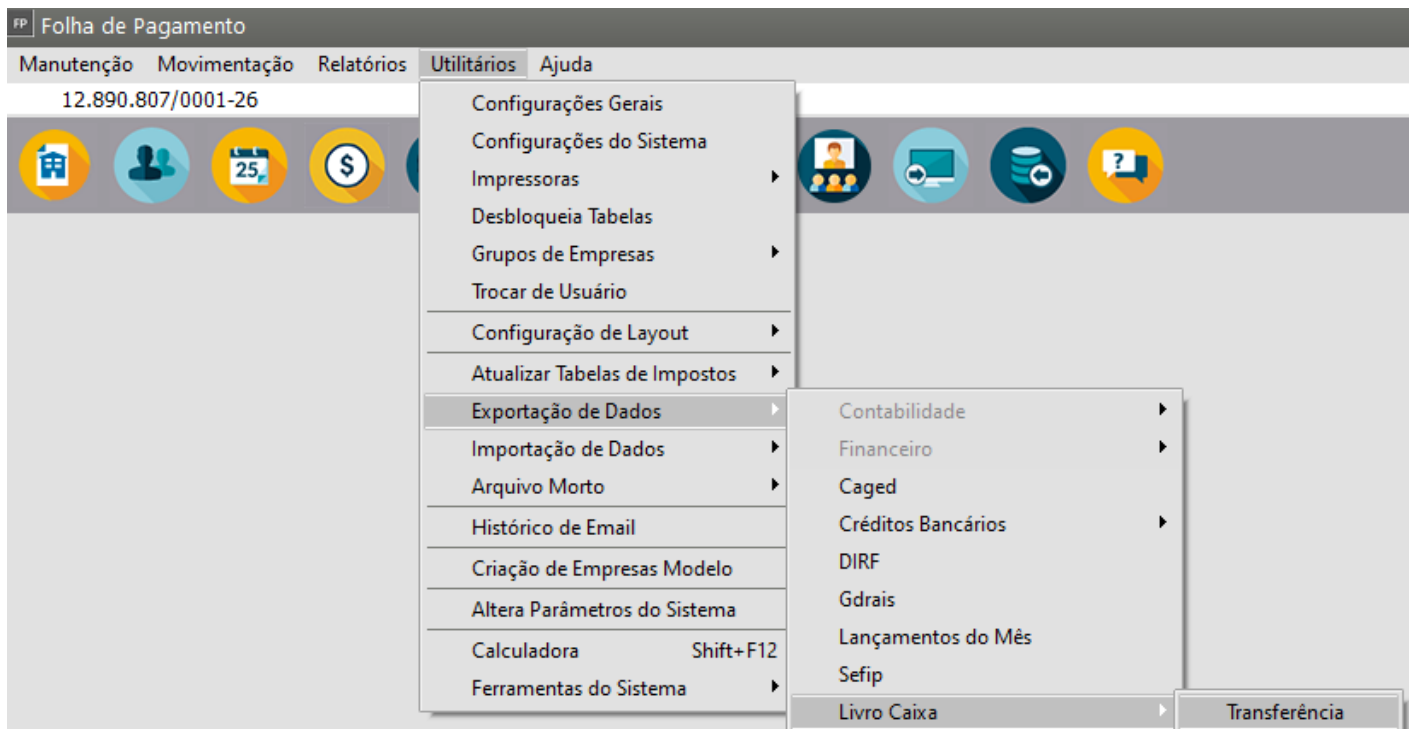 FP Folha de Pagamento
Manutenção Movimentação Relatórios Utilitários Ajuda
12.890.807/0001-26
25
$
?
Configurações Gerais
Configurações do Sistema
Impressoras
Desbloqueia Tabelas
Grupos de Empresas
Trocar de Usuário
Configuração de Layout
Atualizar Tabelas de Impostos
Exportação de Dados
Importação de Dados
Arquivo Morto
Histórico de Email
Criação de Empresas Modelo
Altera Parâmetros do Sistema
Calculadora Shift+F12
Ferramentas do Sistema
Contabilidade
Financeiro
Caged
Créditos Bancários
DIRF
Gdrais
Lançamentos do Mês
Sefip
Livro Caixa
Transferência